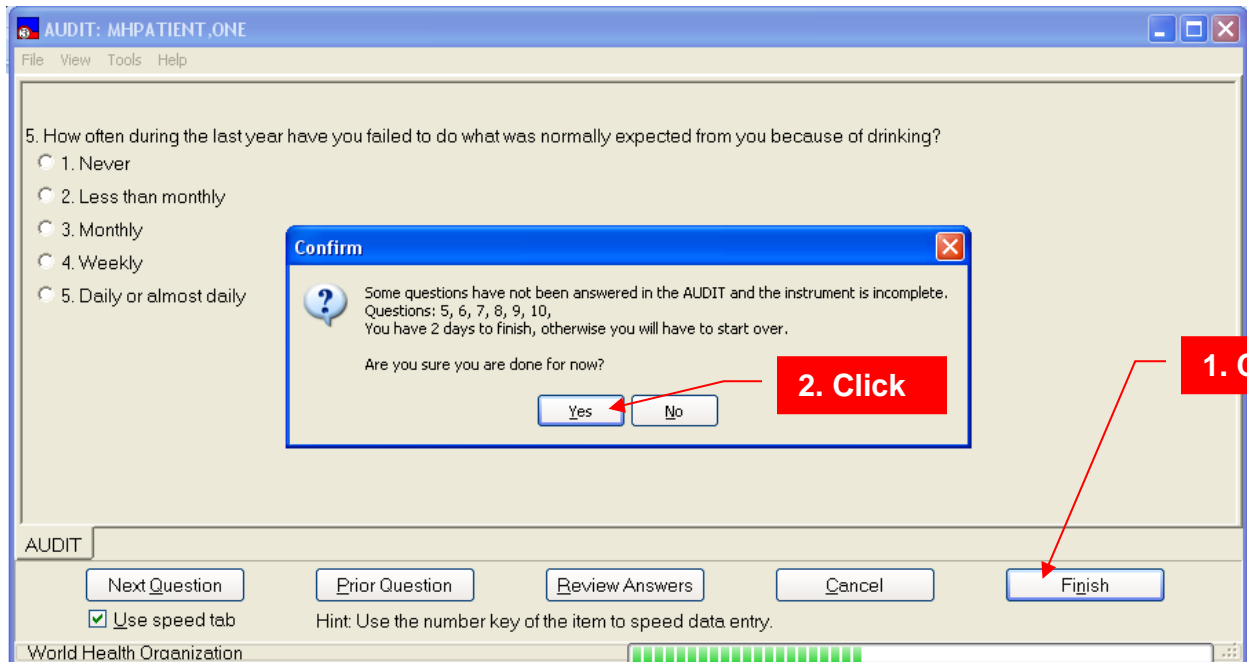 AUDIT: MHPATIENT,ONE
File View Tools Help
5. How often during the last year have you failed to do what was normally expected from you because of drinking?
1. Never
2. Less than monthly
3. Monthly
4. Weekly
5. Daily or almost daily
Confirm
Some questions have not been answered in the AUDIT and the instrument is incomplete.
Questions: 5, 6, 7, 8, 9, 10,
You have 2 days to finish, otherwise you will have to start over.
Are you sure you are done for now?
Yes No
2. Click
1.
AUDIT
Next Question Prior Question Review Answers Cancel Finish
Use speed tab Hint: Use the number key of the item to speed data entry.
World Health Organization